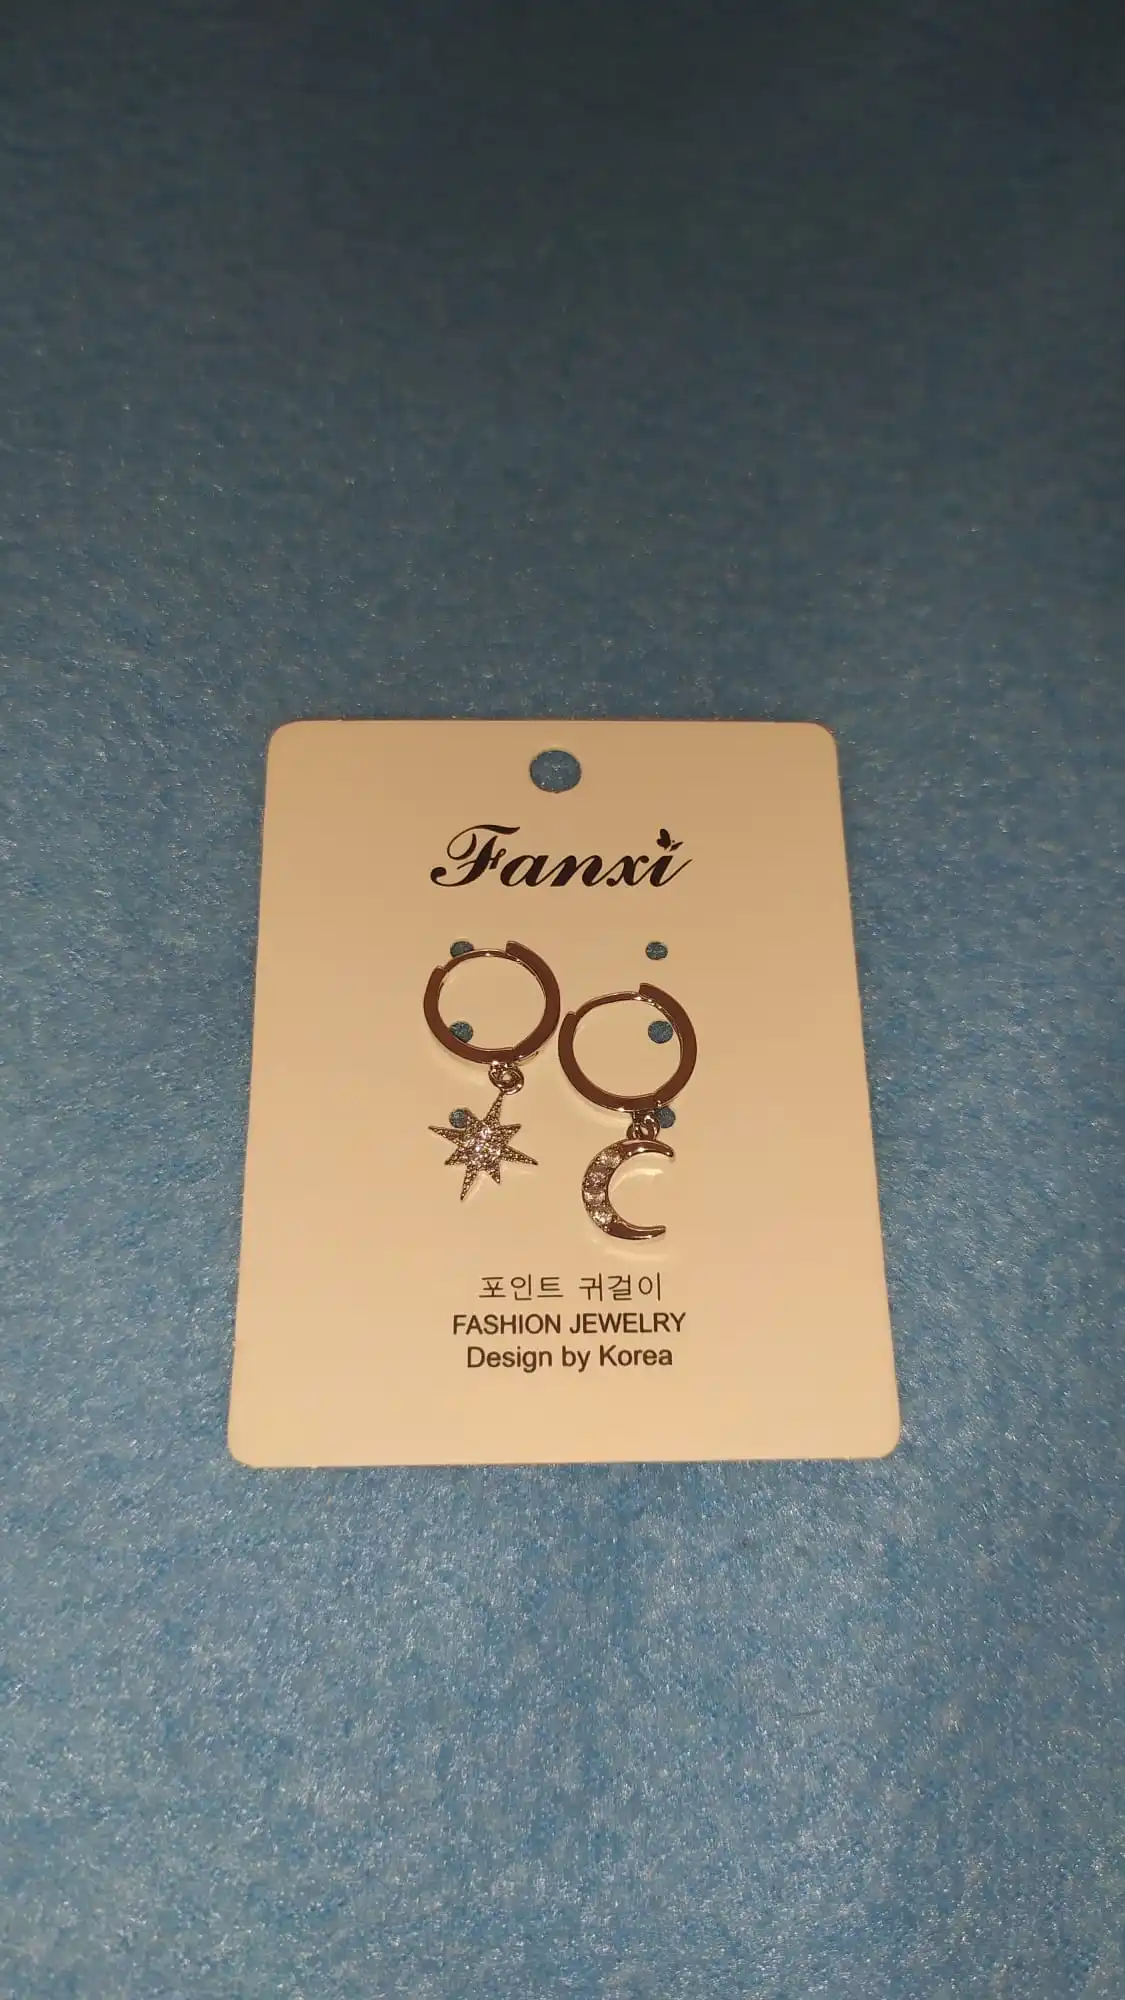 Fanxi
포인트 귀걸이
FASHION JEWELRY
Design by Korea